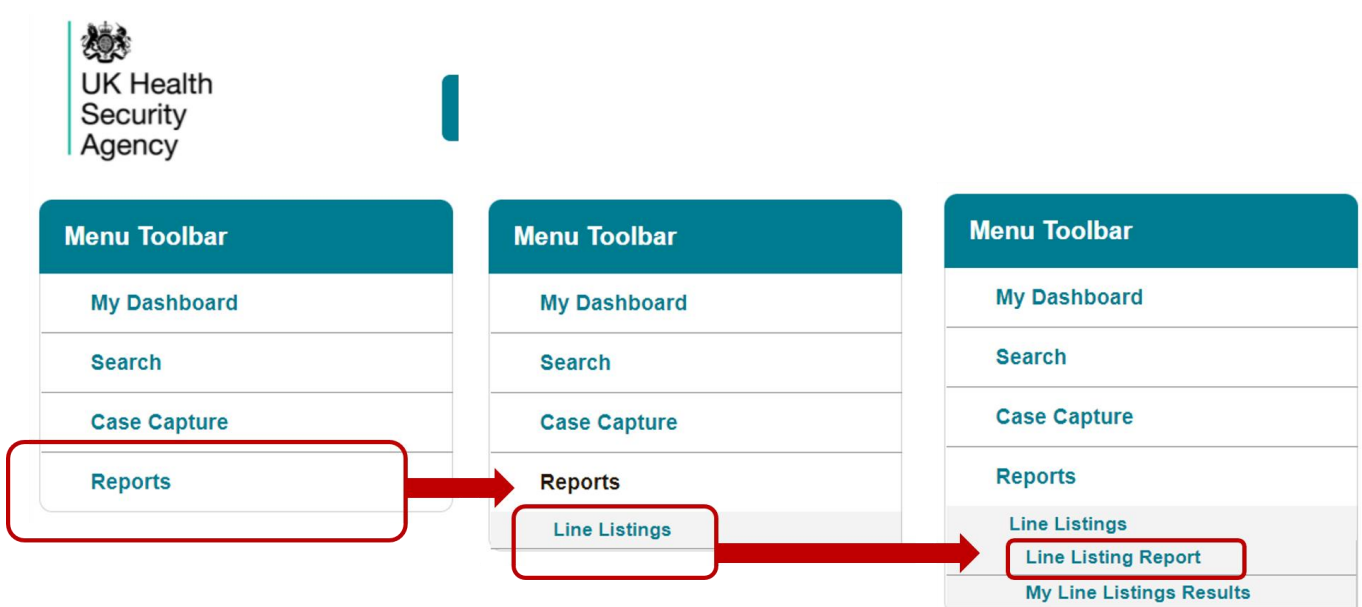 UK Health
Security
Agency
Menu Toolbar
My Dashboard
Search
Case Capture
Reports
Menu Toolbar
My Dashboard
Search
Case Capture
Reports
Line Listings
Menu Toolbar
My Dashboard
Search
Case Capture
Reports
Line Listings
Line Listing Report
My Line Listings Results